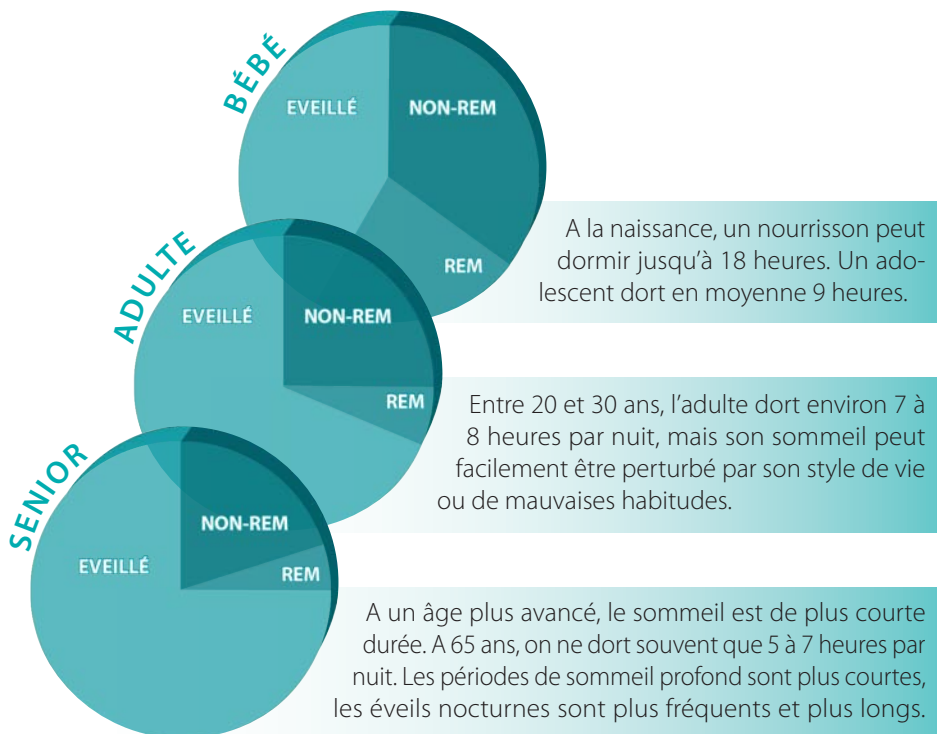 BÉBÉ
EVEILLÉ
NON-REM
REM
A la naissance, un nourrisson peut
dormir jusqu'à 18 heures. Un ado-
lescent dort en moyenne 9 heures.
ADULTE
EVEILLÉ
NON-REM
REM
Entre 20 et 30 ans, l'adulte dort environ 7 à
8 heures par nuit, mais son sommeil peut
facilement être perturbé par son style de vie
ou de mauvaises habitudes.
SENIOR
EVEILLÉ
NON-REM
REM
A un âge plus avancé, le sommeil est de plus courte
durée. A 65 ans, on ne dort souvent que 5 à 7 heures par
nuit. Les périodes de sommeil profond sont plus courtes,
les éveils nocturnes sont plus fréquents et plus longs.